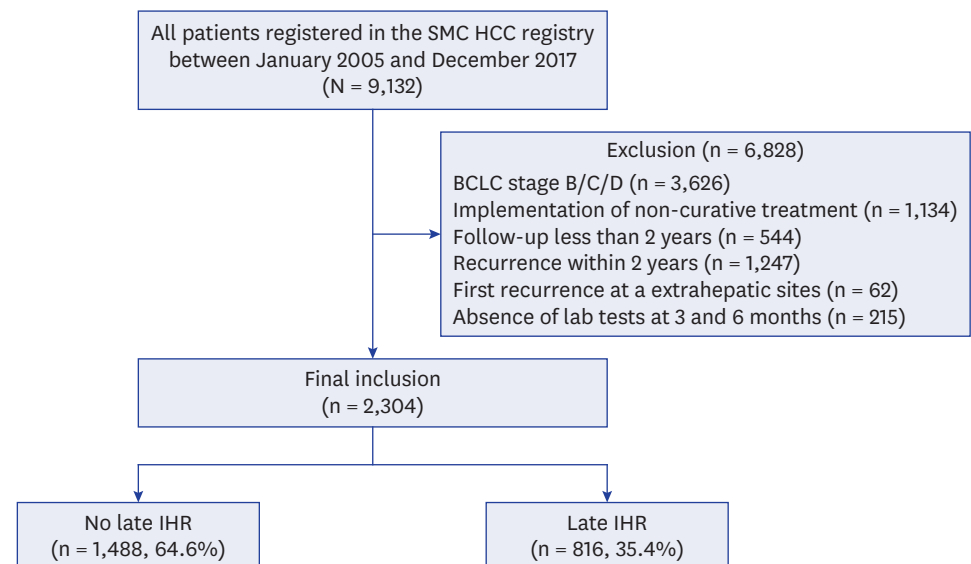 All patients registered in the SMC HCC registry
between January 2005 and December 2017
(N = 9,132)
Exclusion (n = 6,828)
BCLC stage B/C/D (n = 3,626)
Implementation of non-curative treatment (n = 1,134)
Follow-up less than 2 years (n = 544)
Recurrence within 2 years (n = 1,247)
First recurrence at a extrahepatic sites (n = 62)
Absence of lab tests at 3 and 6 months (n = 215)
Final inclusion
(n = 2,304)
No late IHR
(n = 1,488, 64.6%)
Late IHR
(n = 816, 35.4%)